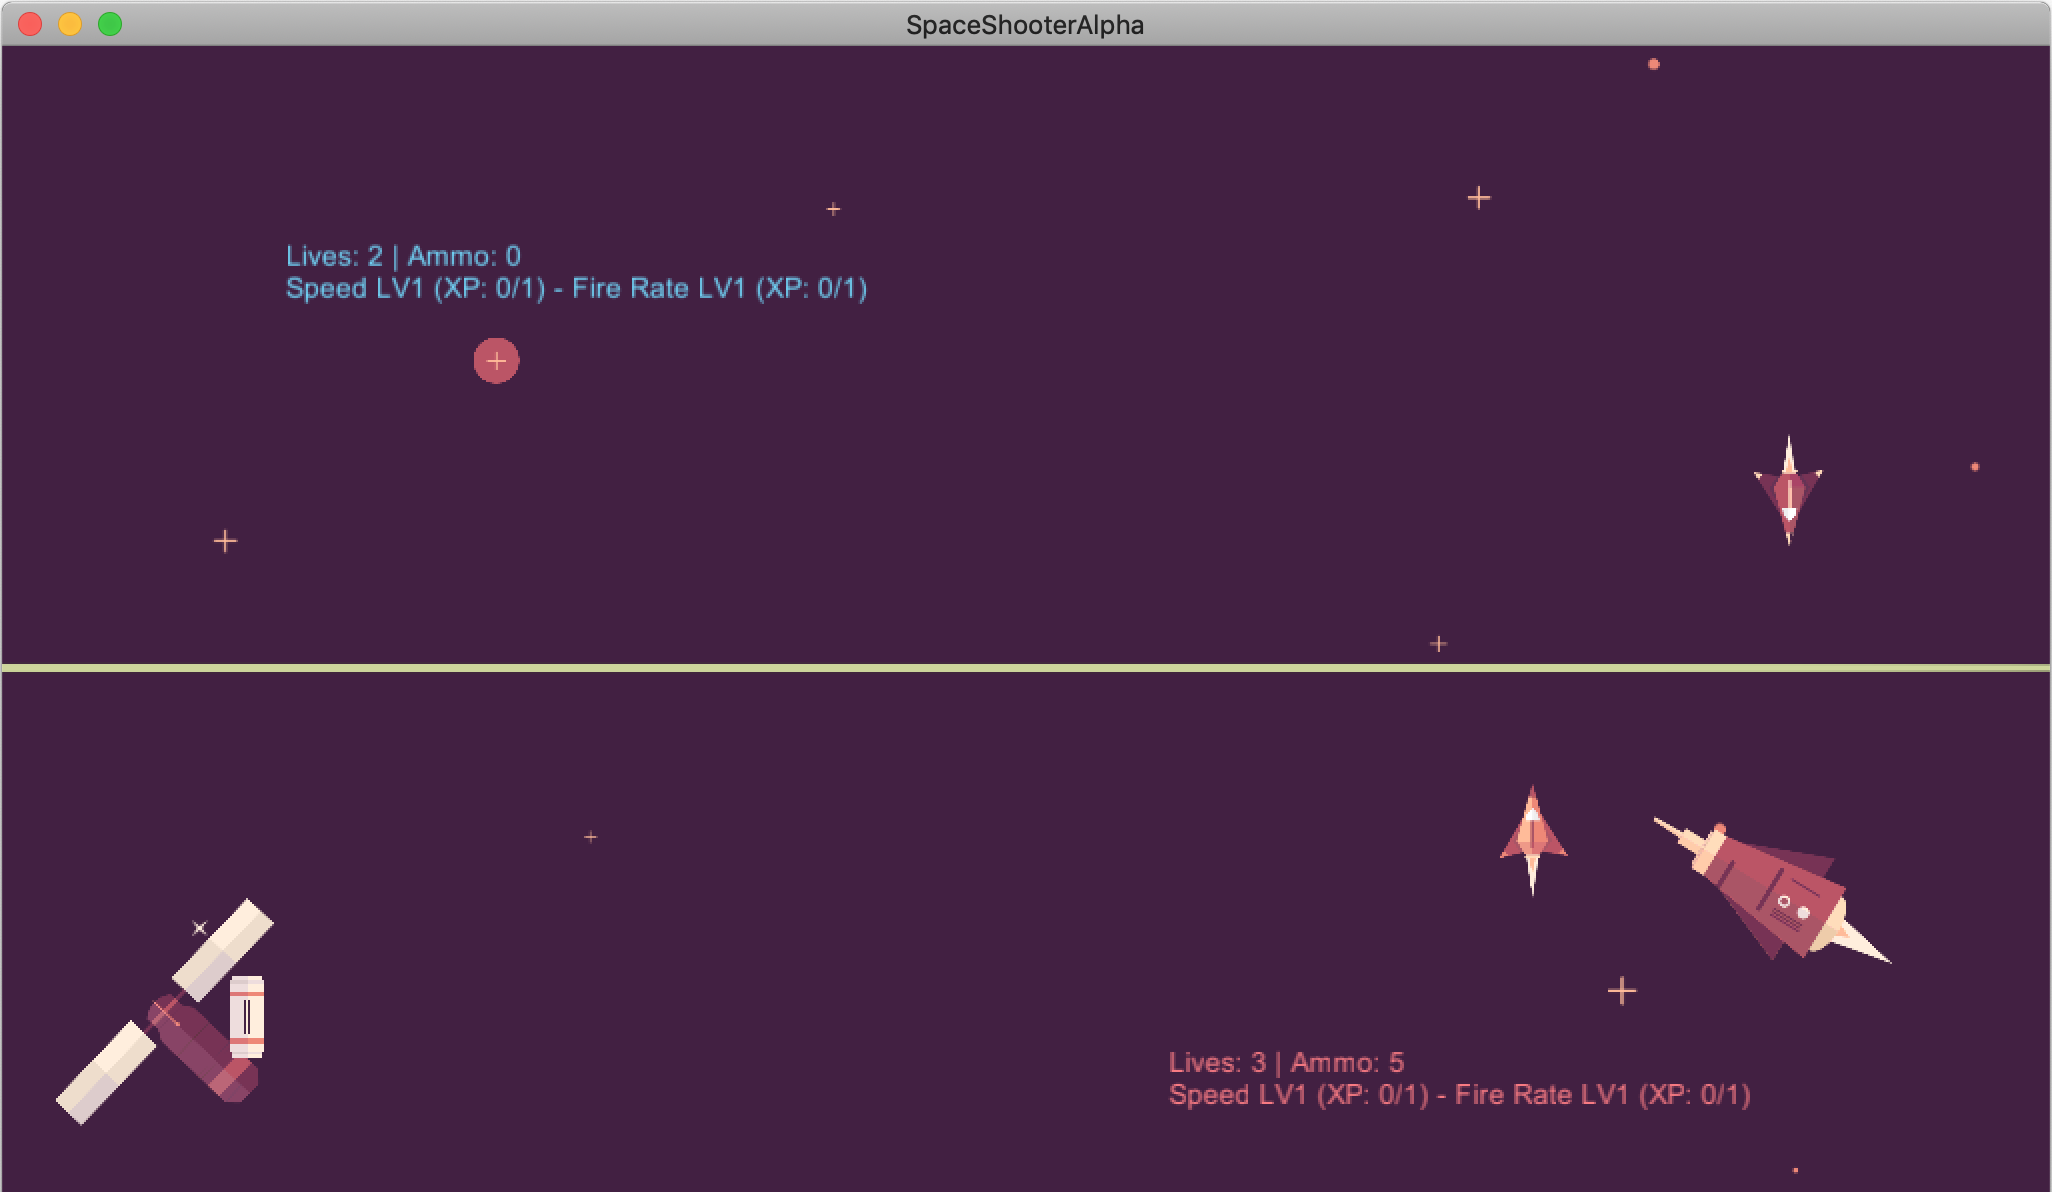 SpaceShooterAlpha
Lives: 2 | Ammo: 0
Speed LV1 (XP: 0/1) - Fire Rate LV1 (XP: 0/1)
Lives: 3 | Ammo: 5
Speed LV1 (XP: 0/1) - Fire Rate LV1 (XP: 0/1)